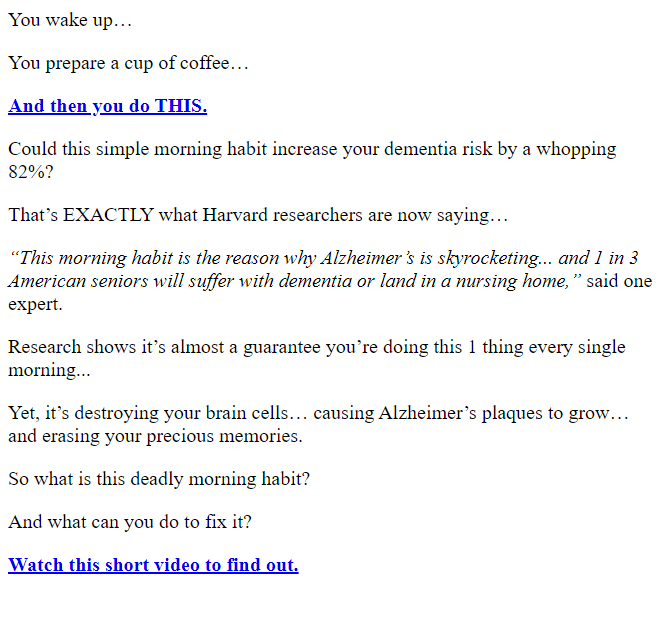 You wake up…
You prepare a cup of coffee…
And then you do THIS.
Could this simple morning habit increase your dementia risk by a whopping
82%?
That’s EXACTLY what Harvard researchers are now saying…
“This morning habit is the reason why Alzheimer’s is skyrocketing... and 1 in 3
American seniors will suffer with dementia or land in a nursing home,” said one
expert.
Research shows it’s almost a guarantee you’re doing this 1 thing every single
morning...
Yet, it’s destroying your brain cells… causing Alzheimer’s plaques to grow…
and erasing your precious memories.
So what is this deadly morning habit?
And what can you do to fix it?
Watch this short video to find out.